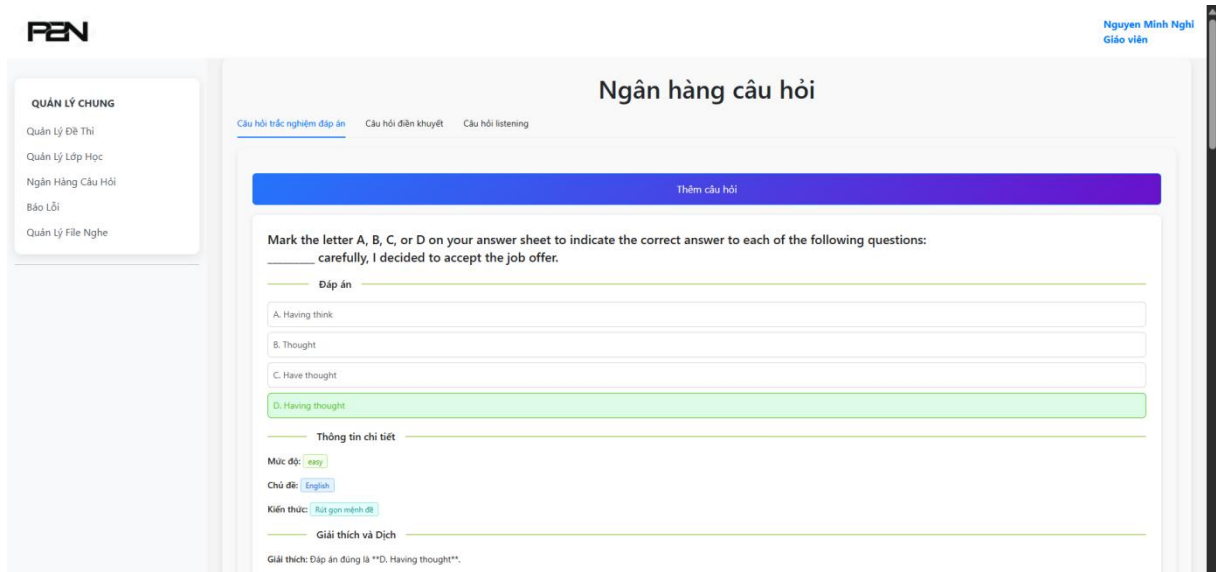 PEN
Nguyen Minh Nghi
Giáo viên
QUẢN LÝ CHUNG
Quản Lý Đề Thi
Quản Lý Lớp Học
Ngân Hàng Câu Hỏi
Báo Lỗi
Quản Lý File Nghe
Ngân hàng câu hỏi
Câu hỏi trắc nghiệm đáp án Câu hỏi điền khuyết Câu hỏi listening
Thêm câu hỏi
Mark the letter A, B, C, or D on your answer sheet to indicate the correct answer to each of the following questions:
________ carefully, I decided to accept the job offer.
Đáp án
A. Having think
B. Thought
C. Have thought
D. Having thought
Thông tin chi tiết
Mức độ: easy
Chủ đề: English
Kiến thức: Rút gọn mệnh đề
Giải thích và Dịch
Giải thích: Đáp án đúng là **D. Having thought**.